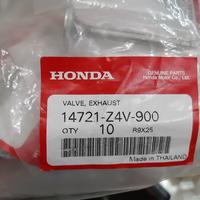 HONDA
GENUINE PARTS
Honda Motor Co., Ltd.
VALVE, EXHAUST
14721-Z4V-900
QTY 10 R9X25
Made in THAILAND